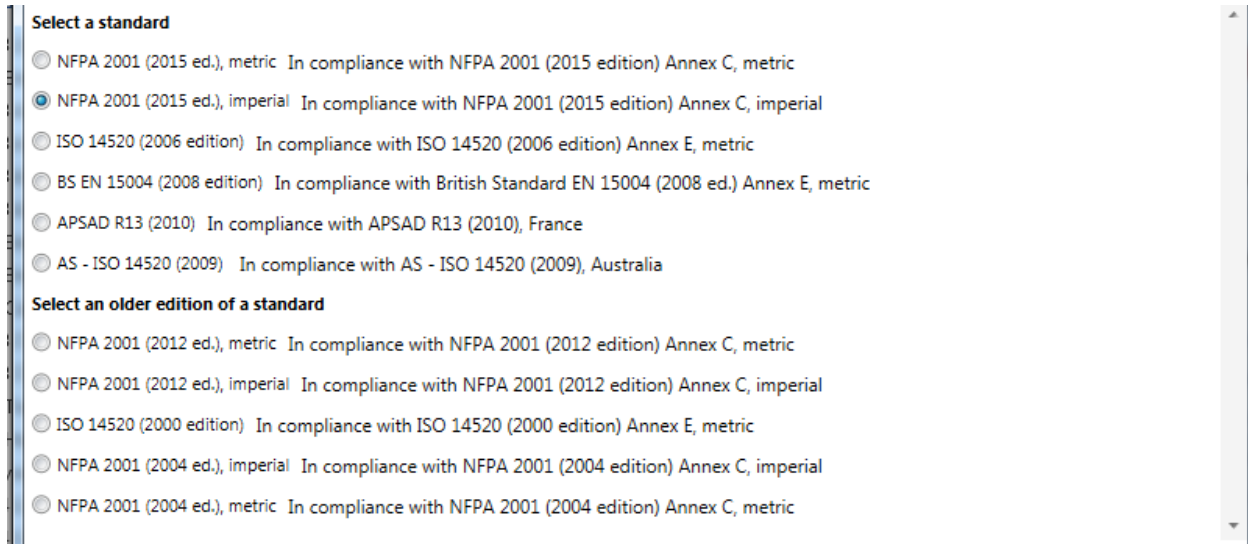 Select a standard
NFPA 2001 (2015 ed.), metric In compliance with NFPA 2001 (2015 edition) Annex C, metric
NFPA 2001 (2015 ed.), imperial In compliance with NFPA 2001 (2015 edition) Annex C, imperial
ISO 14520 (2006 edition) In compliance with ISO 14520 (2006 edition) Annex E, metric
BS EN 15004 (2008 edition) In compliance with British Standard EN 15004 (2008 ed.) Annex E, metric
APSAD R13 (2010) In compliance with APSAD R13 (2010), France
AS - ISO 14520 (2009) In compliance with AS - ISO 14520 (2009), Australia
Select an older edition of a standard
NFPA 2001 (2012 ed.), metric In compliance with NFPA 2001 (2012 edition) Annex C, metric
NFPA 2001 (2012 ed.), imperial In compliance with NFPA 2001 (2012 edition) Annex C, imperial
ISO 14520 (2000 edition) In compliance with ISO 14520 (2000 edition) Annex E, metric
NFPA 2001 (2004 ed.), imperial In compliance with NFPA 2001 (2004 edition) Annex C, imperial
NFPA 2001 (2004 ed.), metric In compliance with NFPA 2001 (2004 edition) Annex C, metric